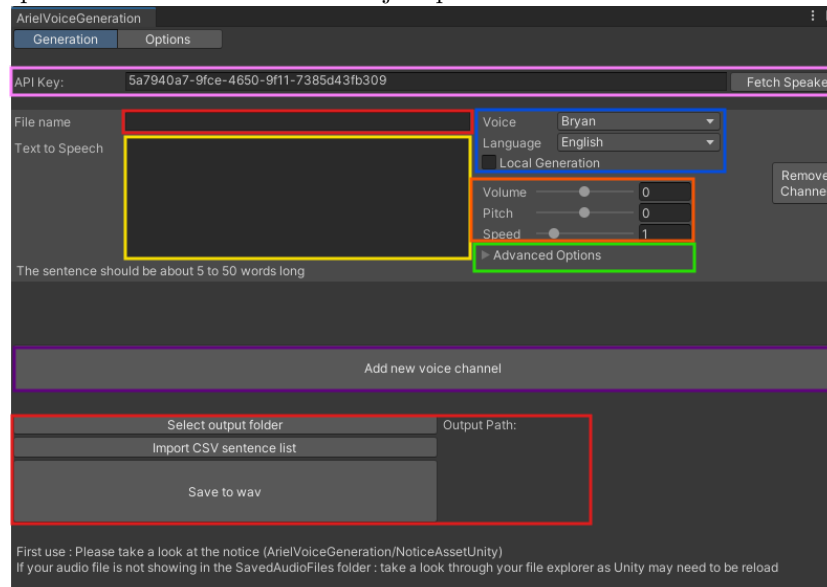 ArielVoiceGeneration
Generation Options
API Key: 5a7940a7-9fce-4650-9f11-7385d43fb309 Fetch Speake
File name
Voice Bryan
Text to Speech
Language English
Local Generation
Remove
Channe
Volume 0
Pitch 0
Speed 1
Advanced Options
The sentence should be about 5 to 50 words long
Add new voice channel
Select output folder Output Path:
Import CSV sentence list
Save to wav
First use : Please take a look at the notice (ArielVoiceGeneration/NoticeAssetUnity)
If your audio file is not showing in the SavedAudioFiles folder : take a look through your file explorer as Unity may need to be reload